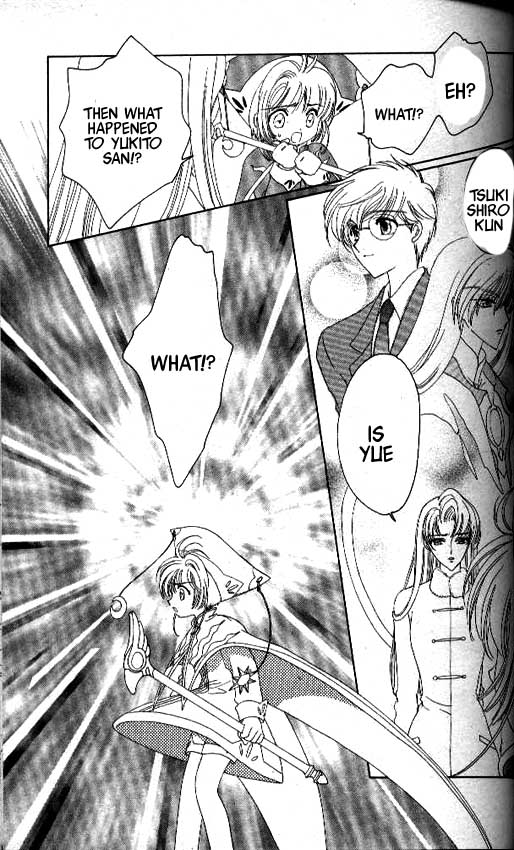 EH?
WHAT!?
THEN WHAT
HAPPENED
TO YUKITO
SAN!?
TSUKI
SHIRO
KUN
IS
YUE
WHAT!?